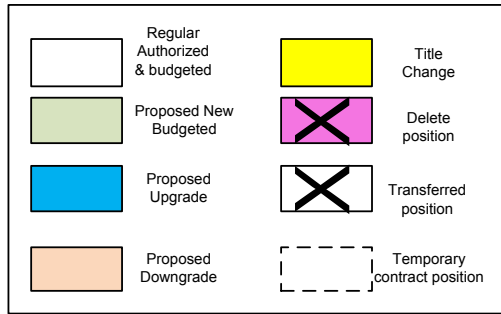 Regular
Authorized
& budgeted
Title
Change
Proposed New
Budgeted
Delete
position
Proposed
Upgrade
Transferred
position
Proposed
Downgrade
Temporary
contract position